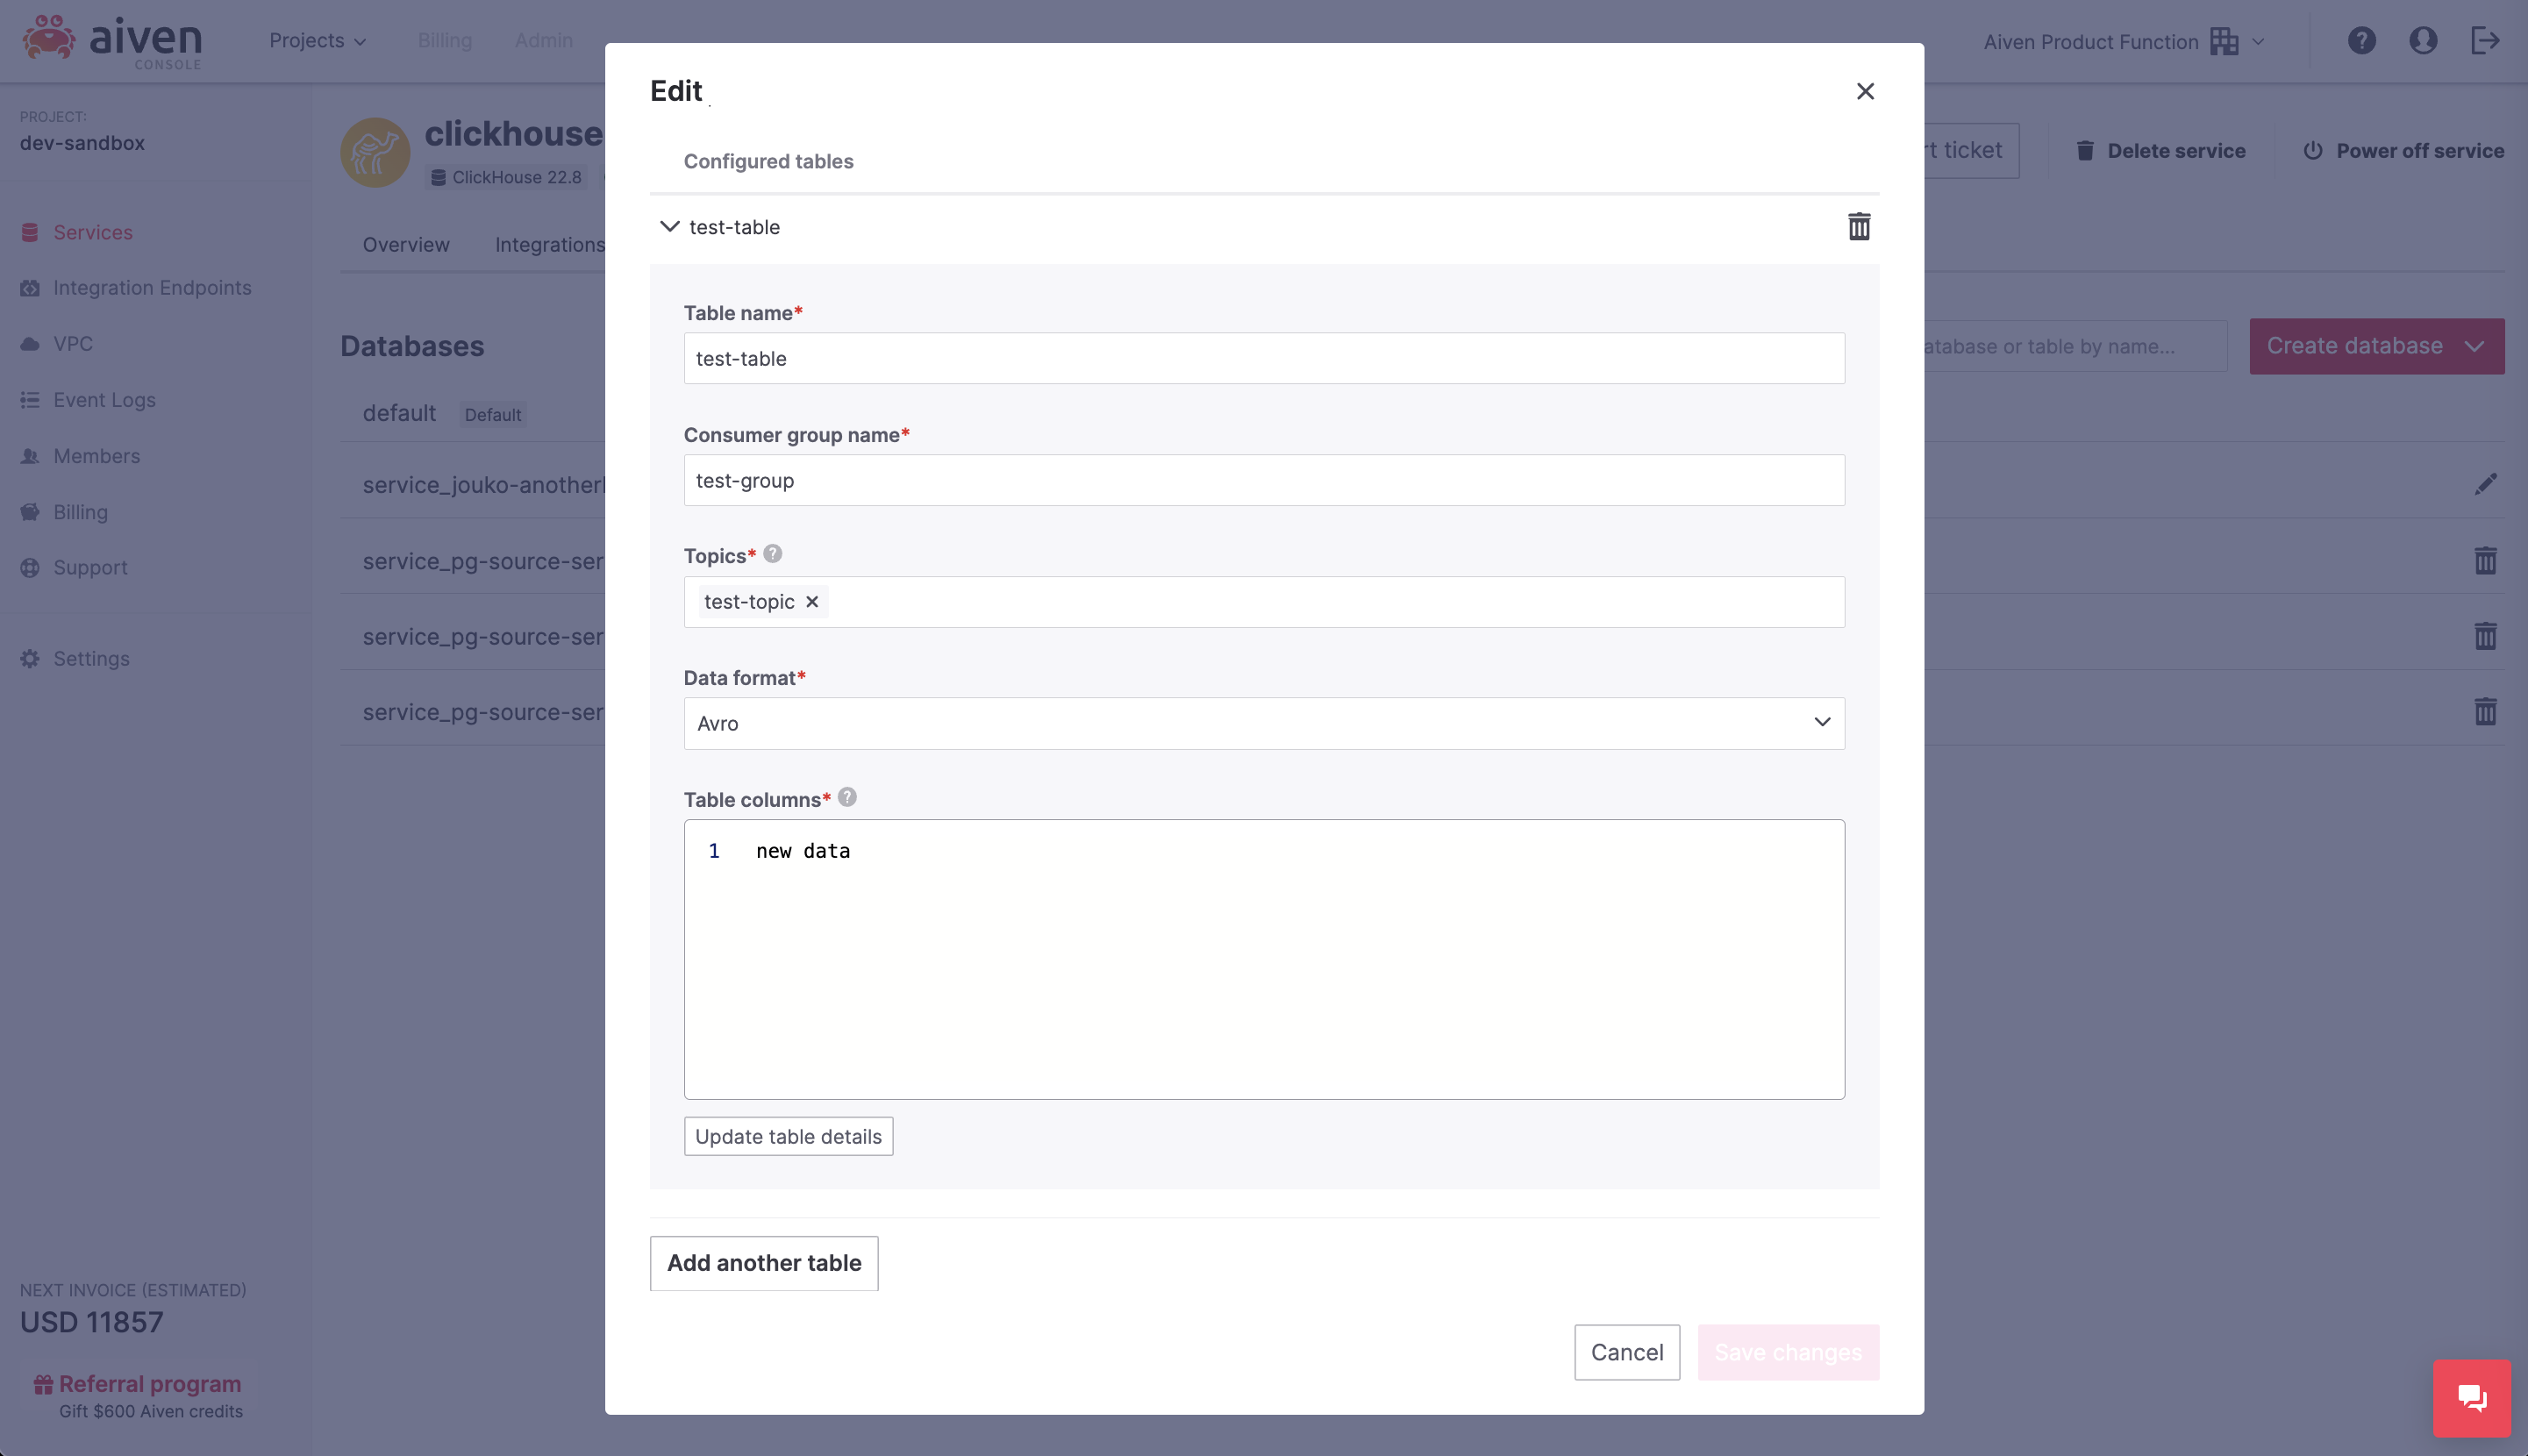 aiven
CONSOLE
Projects
Billing
Admin
Aiven Product Function
PROJECT:
dev-sandbox
Services
Integration Endpoints
VPC
Event Logs
Members
Billing
Support
Settings
NEXT INVOICE (ESTIMATED)
USD 11857
Referral program
Gift $600 Aiven credits
clickhouse
ClickHouse 22.8
ticket
Delete service
Power off service
Overview
Integrations
Databases
or table by name...
Create database
default
Default
service_jouko-another
service_pg-source-ser
service_pg-source-ser
service_pg-source-ser
Edit
Configured tables
test-table
Table name*
test-table
Consumer group name*
test-group
Topics* ?
test-topic
Data format*
Avro
Table columns* ?
1 new data
Update table details
Add another table
Cancel
Save changes